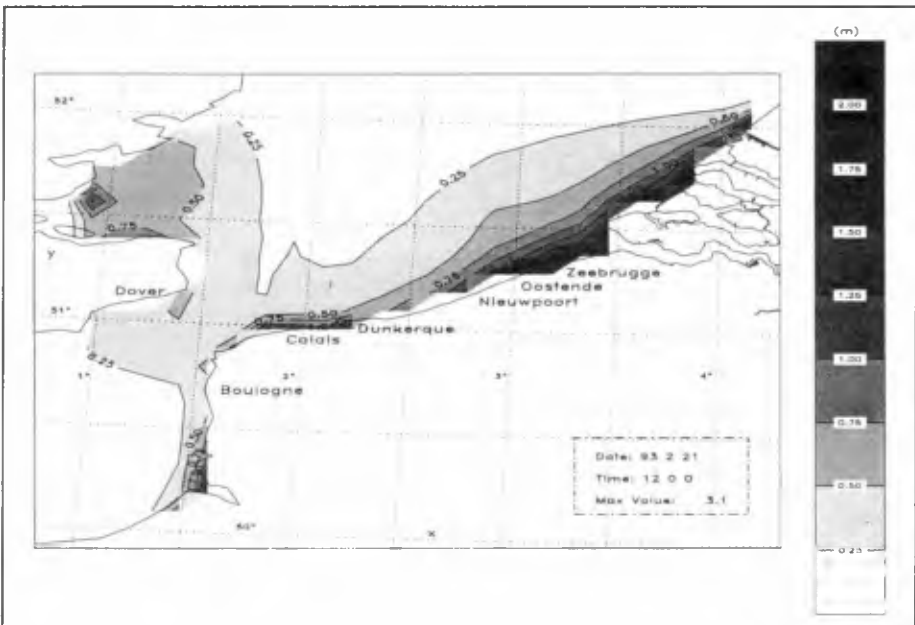 (m)
52°
0.25
0.60
2.00
1.00
0.25
1.75
0.50
0.75
y
1.50
Zeebrugge
0.25
Oostende
Dover
Nieuwpoort
1.25
51°
0.75
0.50
Dunkerque
Calais
0.25
1.00
1°
2°
3°
4°
Boulogne
0.75
0.50
Date: 93 2 21
Time: 12 0 0
0.50
Max Value: 3.1
50°
x
0.25